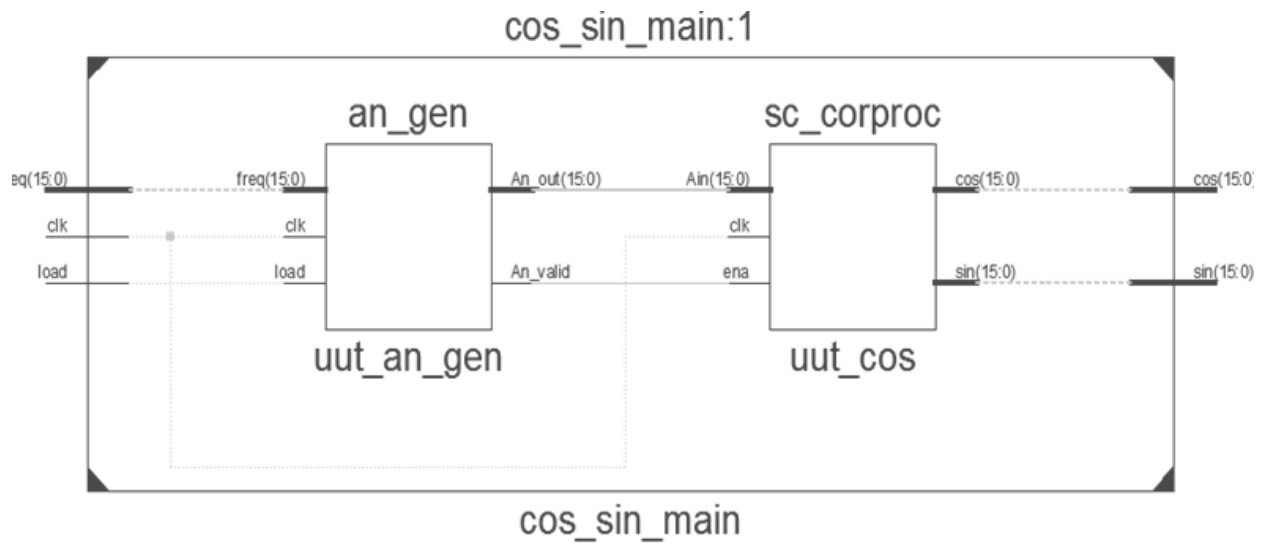 cos_sin_main:1
an_gen
sc_corproc
eq(15:0)
freq(15:0)
An_out(15:0)
Ain(15:0)
cos(15:0)
cos(15:0
clk
clk
clk
load
load
An_valid
ena
sin(15:0)
sin(15:0)
uut_an_gen
uut_cos
cos_sin_main